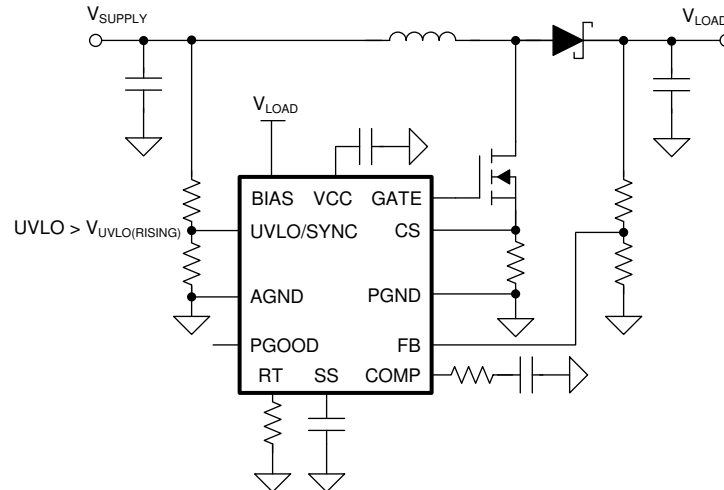 VSUPPLY
VLOAD
VLOAD
BIAS VCC GATE
UVLO > VUVLO(RISING)
UVLO/SYNC CS
AGND PGND
PGOOD FB
RT SS COMP